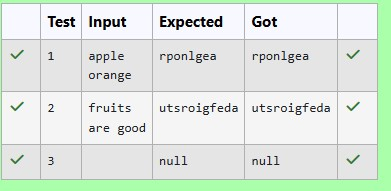 Test Input Expected Got
1 apple orange rponlgea rponlgea
2 fruits are good utsroigfeda utsroigfeda
3 null null